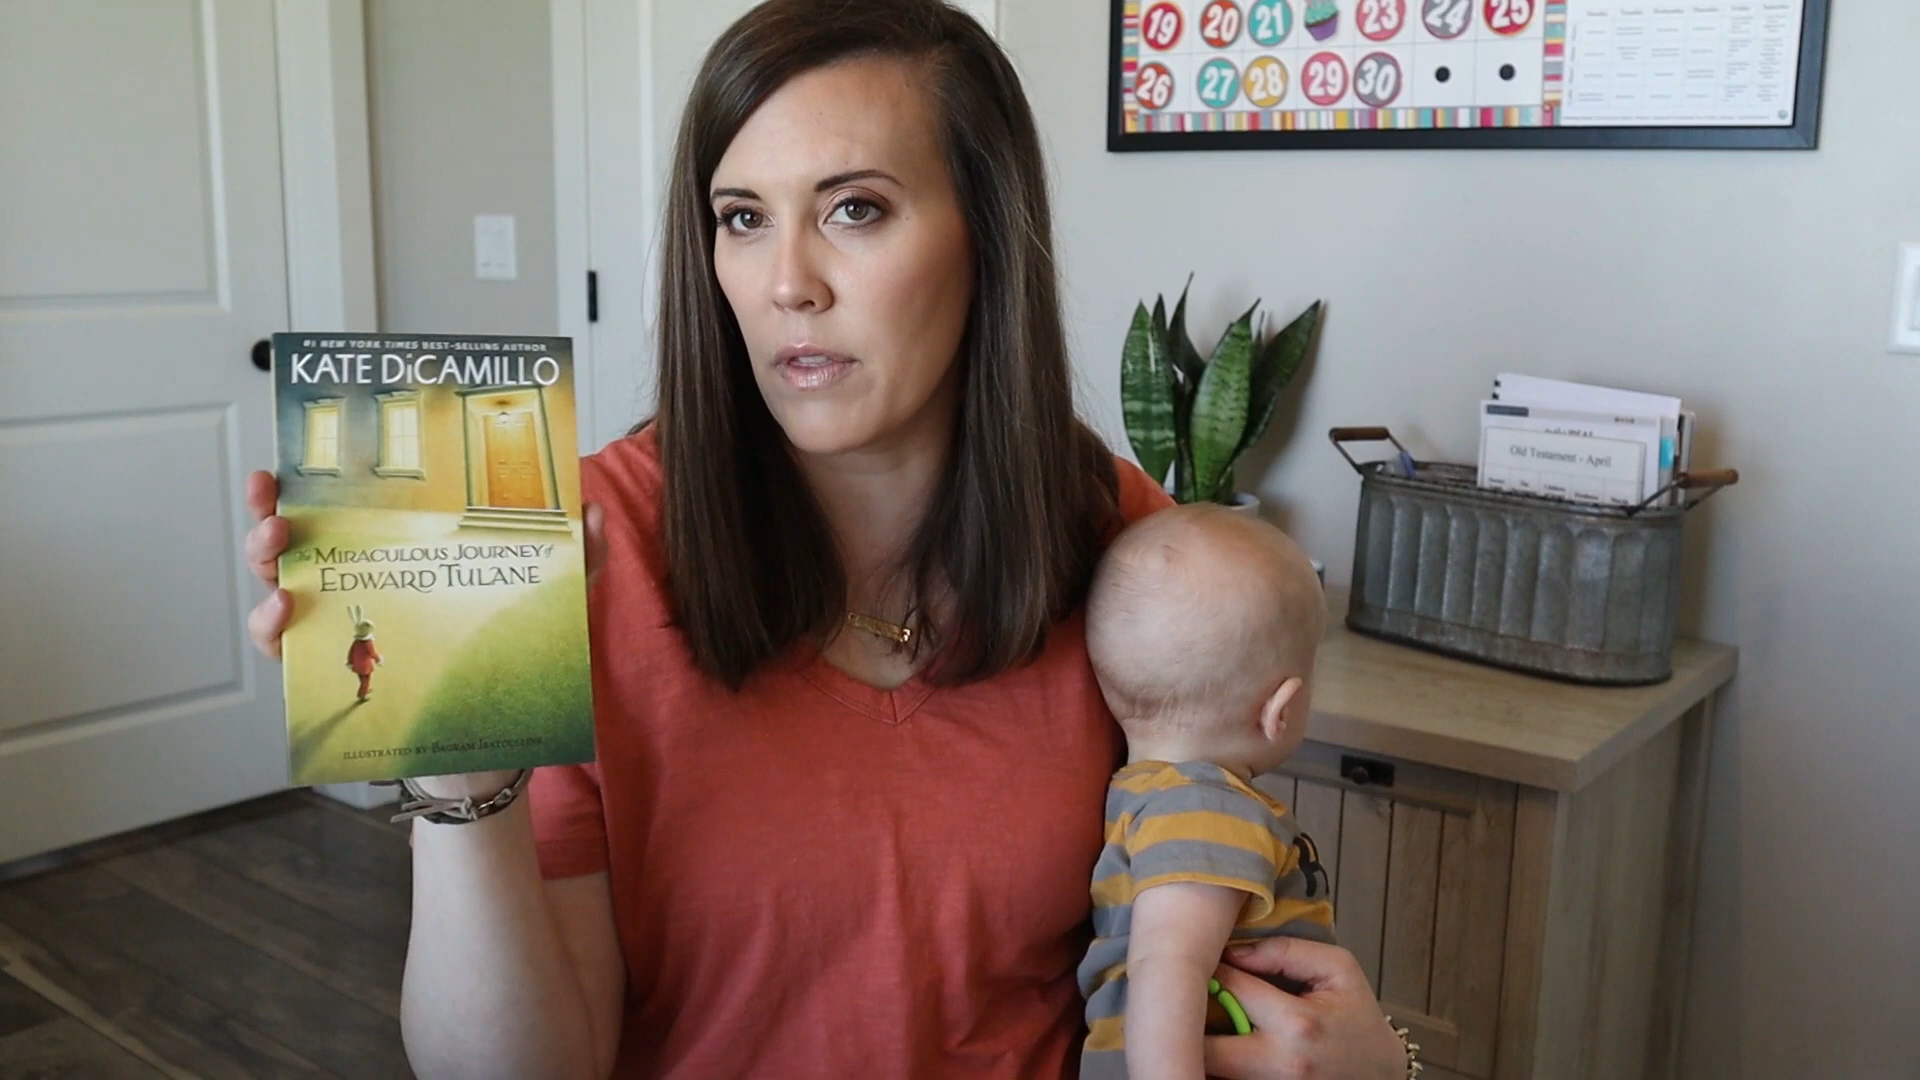 #1 NEW YORK TIMES BEST-SELLING AUTHOR
KATE DiCAMILLO
The MIRACULOUS JOURNEY of
EDWARD TULANE
ILLUSTRATED BY BAGRAM IBATOULLINE
19 20 21 23 24 25
26 27 28 29 30
Old Testament - April